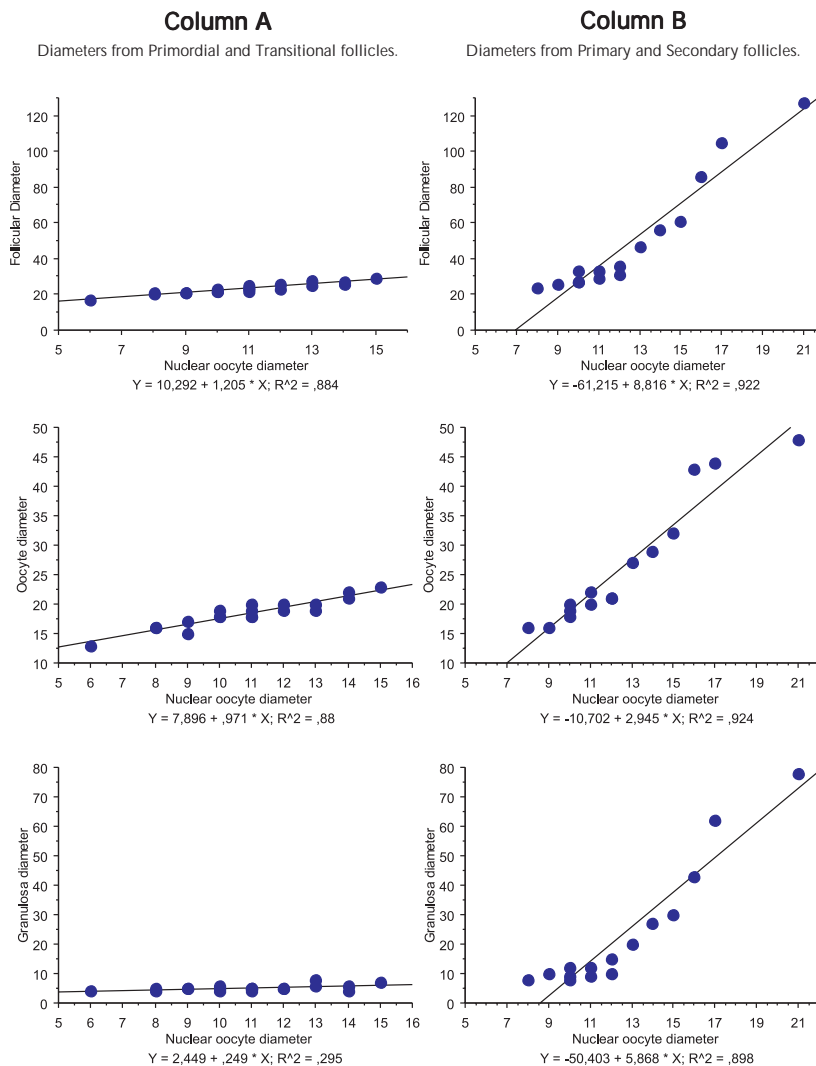 Column A
Diameters from Primordial and Transitional follicles.
Follicular Diameter
120
100
80
60
40
20
0
5 7 9 11 13 15
Nuclear oocyte diameter
Y = 10,292 + 1,205 * X; R^2 = ,884
Oocyte diameter
50
45
40
35
30
25
20
15
10
5 6 7 8 9 10 11 12 13 14 15 16
Nuclear oocyte diameter
Y = 7,896 + ,971 * X; R^2 = ,88
Granulosa diameter
80
70
60
50
40
30
20
10
0
5 6 7 8 9 10 11 12 13 14 15 16
Nuclear oocyte diameter
Y = 2,449 + ,249 * X; R^2 = ,295
Column B
Diameters from Primary and Secondary follicles.
Follicular Diameter
120
100
80
60
40
20
0
5 7 9 11 13 15 17 19 21
Nuclear oocyte diameter
Y = -61,215 + 8,816 * X; R^2 = ,922
Oocyte diameter
50
45
40
35
30
25
20
15
10
5 7 9 11 13 15 17 19 21
Nuclear oocyte diameter
Y = -10,702 + 2,945 * X; R^2 = ,924
Granulosa diameter
80
70
60
50
40
30
20
10
0
5 7 9 11 13 15 17 19 21
Nuclear oocyte diameter
Y = -50,403 + 5,868 * X; R^2 = ,898